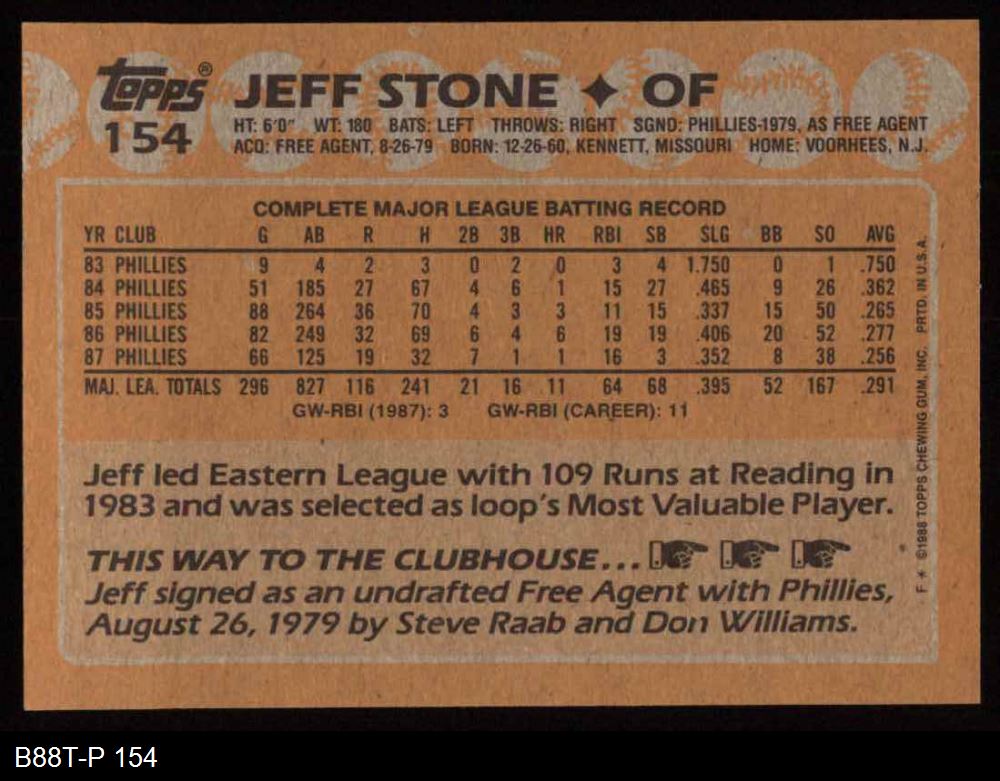 Topps® JEFF STONE ✦ OF
154
HT: 6'0" WT: 180 BATS: LEFT THROWS: RIGHT SGND: PHILLIES-1979, AS FREE AGENT
ACQ: FREE AGENT, 8-26-79 BORN: 12-26-60, KENNETT, MISSOURI HOME: VOORHEES, N.J.
COMPLETE MAJOR LEAGUE BATTING RECORD
YR CLUB G AB R H 2B 3B HR RBI SB SLG BB SO AVG
83 PHILLIES 9 4 2 3 0 2 0 3 4 1.750 0 1 .750
84 PHILLIES 51 185 27 67 4 6 1 15 27 .465 9 26 .362
85 PHILLIES 88 264 36 70 4 3 3 11 15 .337 15 50 .265
86 PHILLIES 82 249 32 69 6 4 6 19 19 .406 20 52 .277
87 PHILLIES 66 125 19 32 7 1 1 16 3 .352 8 38 .256
MAJ. LEA. TOTALS 296 827 116 241 21 16 11 64 68 .395 52 167 .291
GW-RBI (1987): 3 GW-RBI (CAREER): 11
Jeff led Eastern League with 109 Runs at Reading in
1983 and was selected as loop's Most Valuable Player.
THIS WAY TO THE CLUBHOUSE...
Jeff signed as an undrafted Free Agent with Phillies,
August 26, 1979 by Steve Raab and Don Williams.
F * ©1988 TOPPS CHEWING GUM, INC. PRTD. IN U.S.A.
B88T-P 154